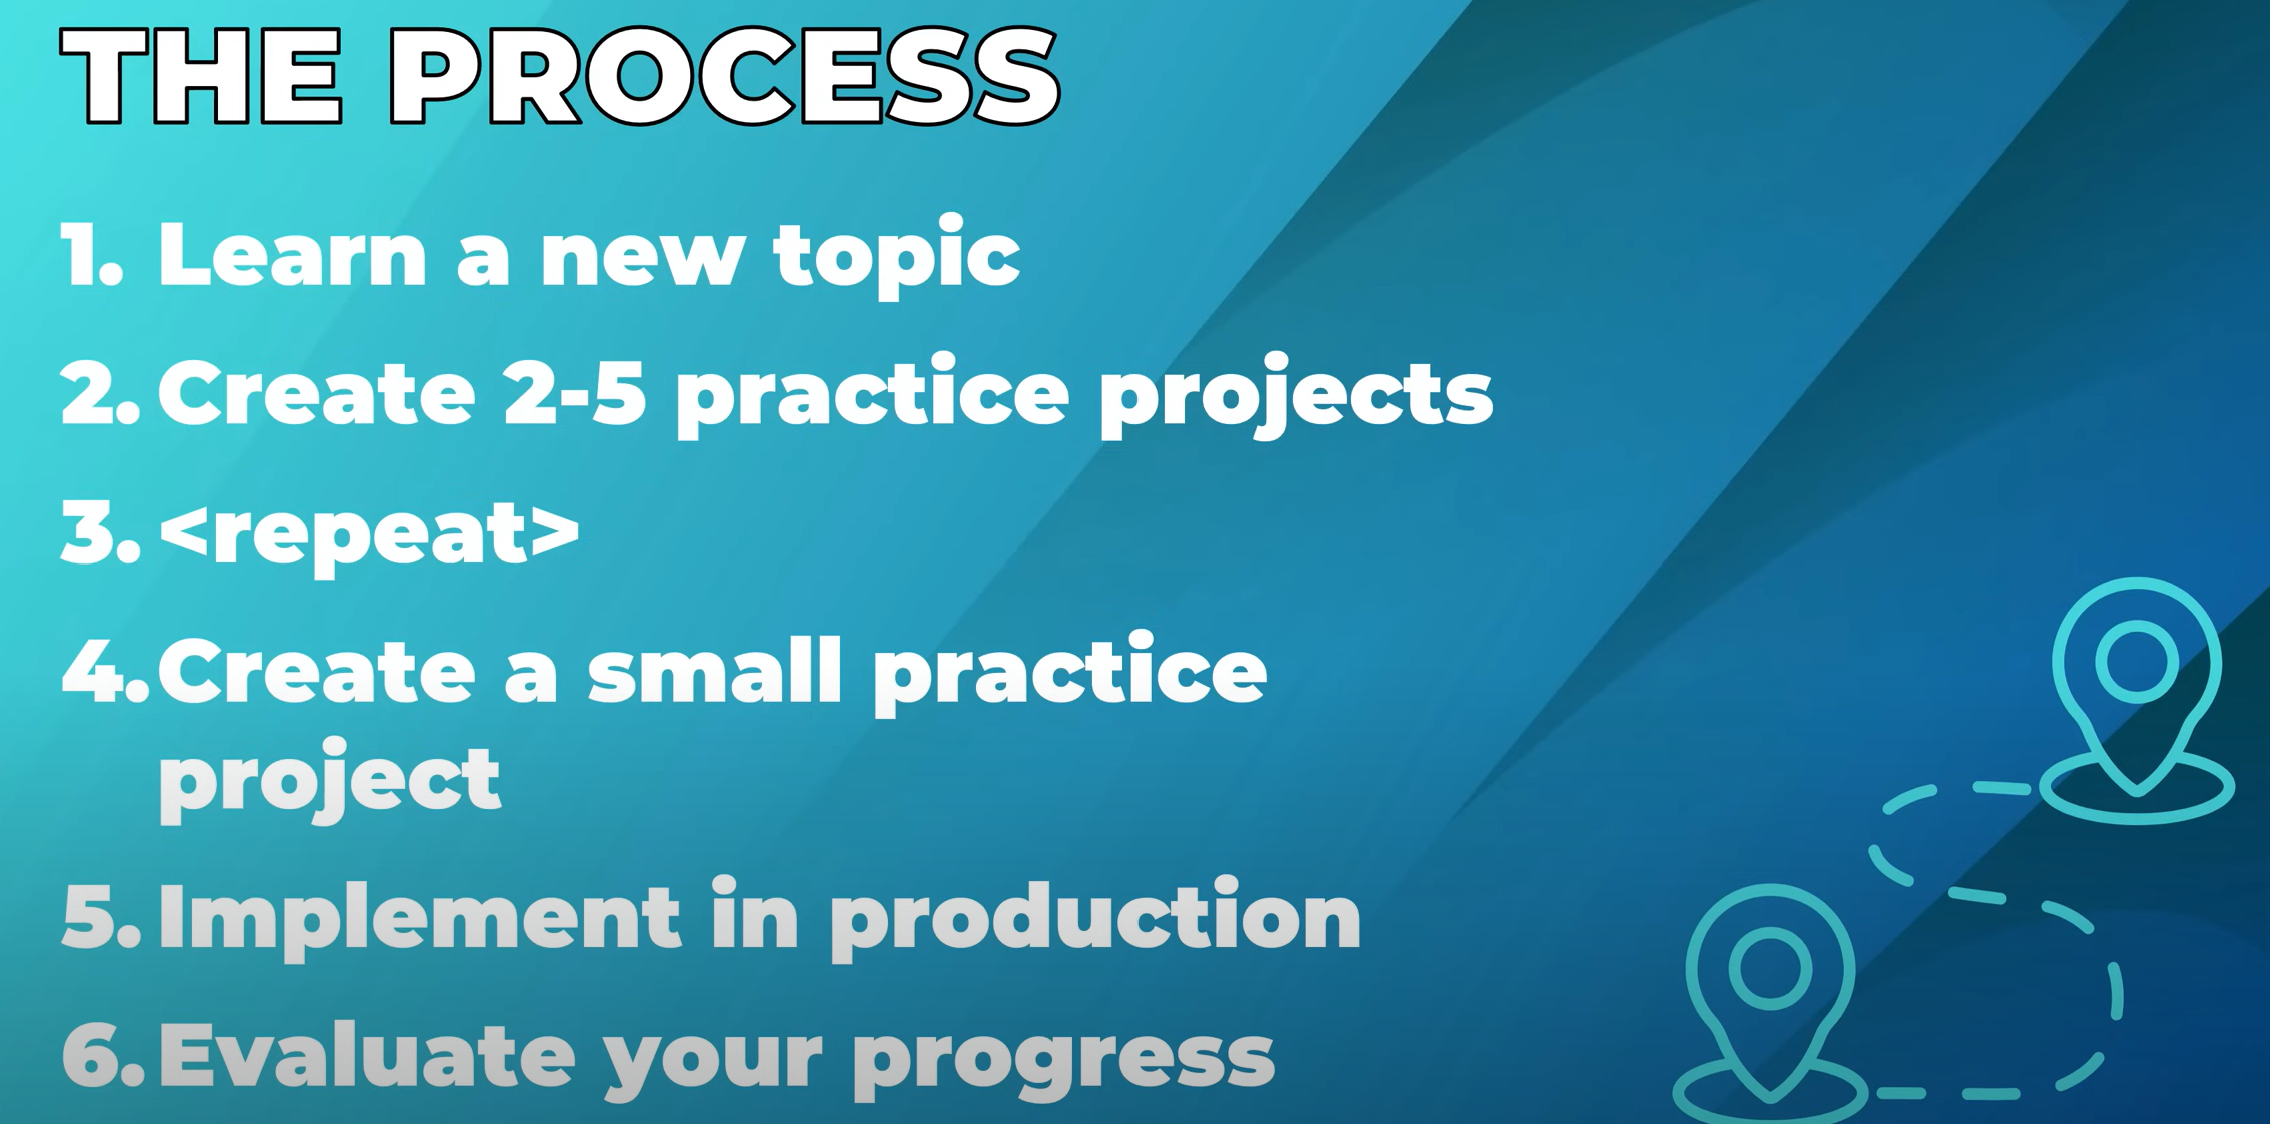 THE PROCESS
1. Learn a new topic
2. Create 2-5 practice projects
3. <repeat>
4. Create a small practice
project
5. Implement in production
6. Evaluate your progress